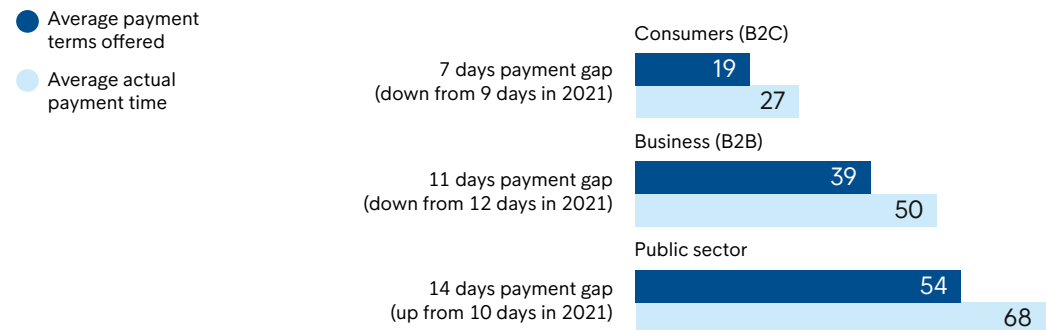 Average payment
terms offered
Average actual
payment time
Consumers (B2C)
7 days payment gap
(down from 9 days in 2021)
19
27
Business (B2B)
11 days payment gap
(down from 12 days in 2021)
39
50
Public sector
14 days payment gap
(up from 10 days in 2021)
54
68